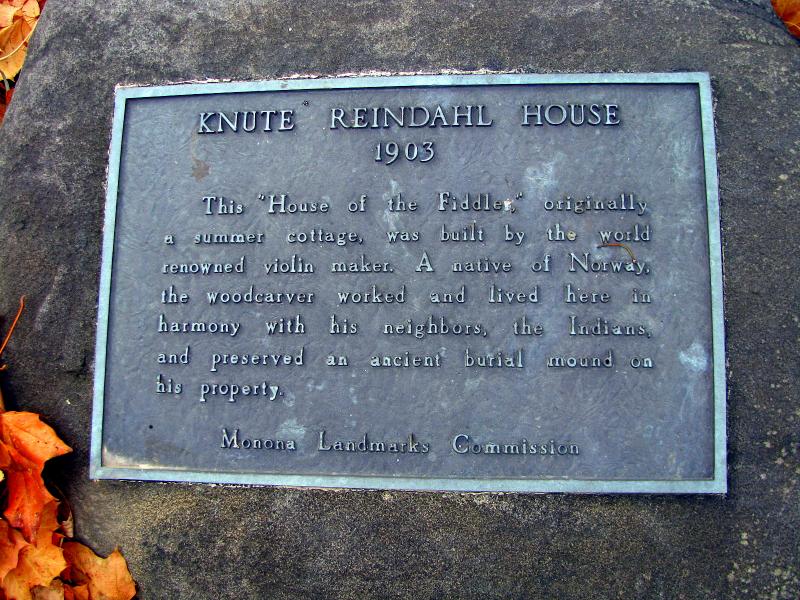 KNUTE REINDAHL HOUSE
1903
This "House of the Fiddler," originally
a summer cottage, was built by the world
renowned violin maker. A native of Norway,
the woodcarver worked and lived here in
harmony with his neighbors, the Indians,
and preserved an ancient burial mound on
his property.
Monona Landmarks Commission